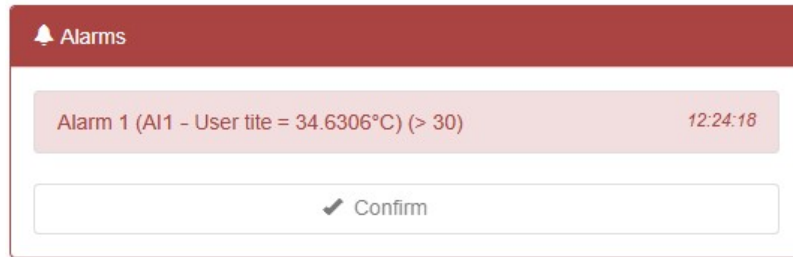 Alarms
Alarm 1 (AI1 - User tite = 34.6306°C) (> 30) 12:24:18
Confirm